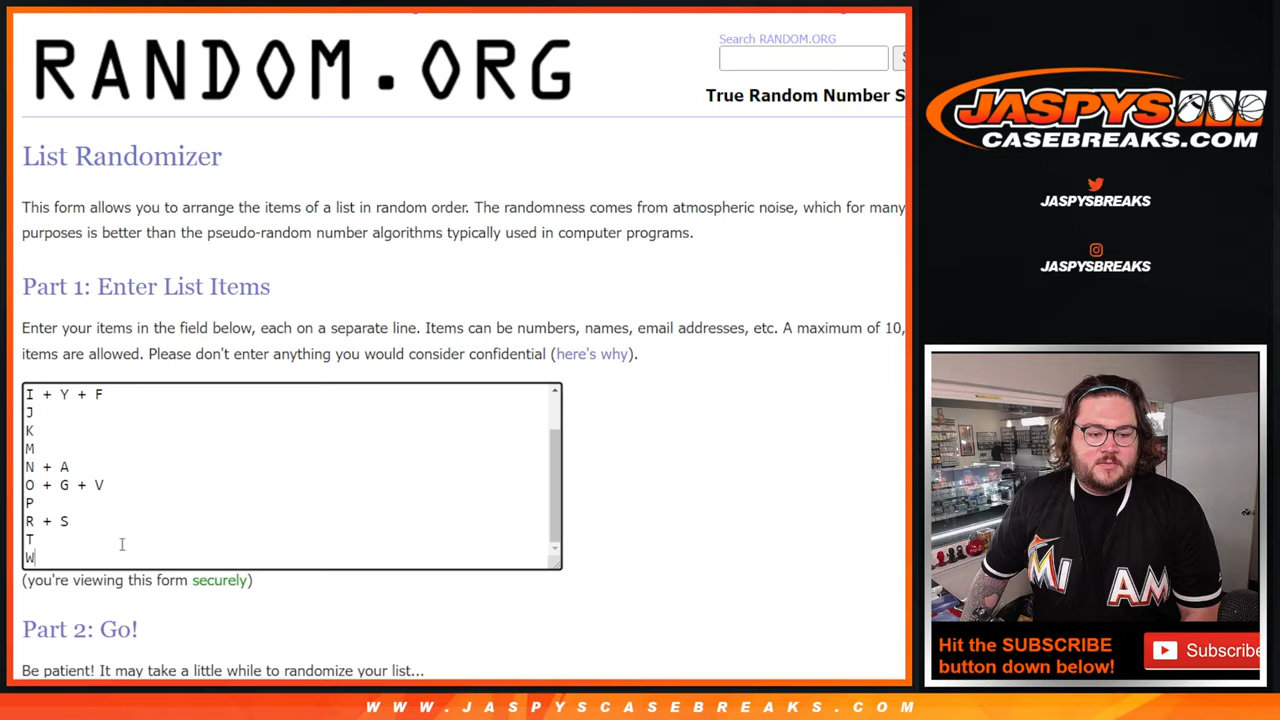 RANDOM.ORG
Search RANDOM.ORG
True Random Number S
List Randomizer
This form allows you to arrange the items of a list in random order. The randomness comes from atmospheric noise, which for many
purposes is better than the pseudo-random number algorithms typically used in computer programs.
Part 1: Enter List Items
Enter your items in the field below, each on a separate line. Items can be numbers, names, email addresses, etc. A maximum of 10,
items are allowed. Please don't enter anything you would consider confidential (here's why).
I + Y + F
J
K
M
N + A
O + G + V
P
R + S
T
W
(you're viewing this form securely)
Part 2: Go!
Be patient! It may take a little while to randomize your list...
JASPYS
CASEBREAKS.COM
JASPYSBREAKS
JASPYSBREAKS
MI AMI
Hit the SUBSCRIBE
button down below!
Subscribe
WWW.JASPYSCASEBREAKS.COM